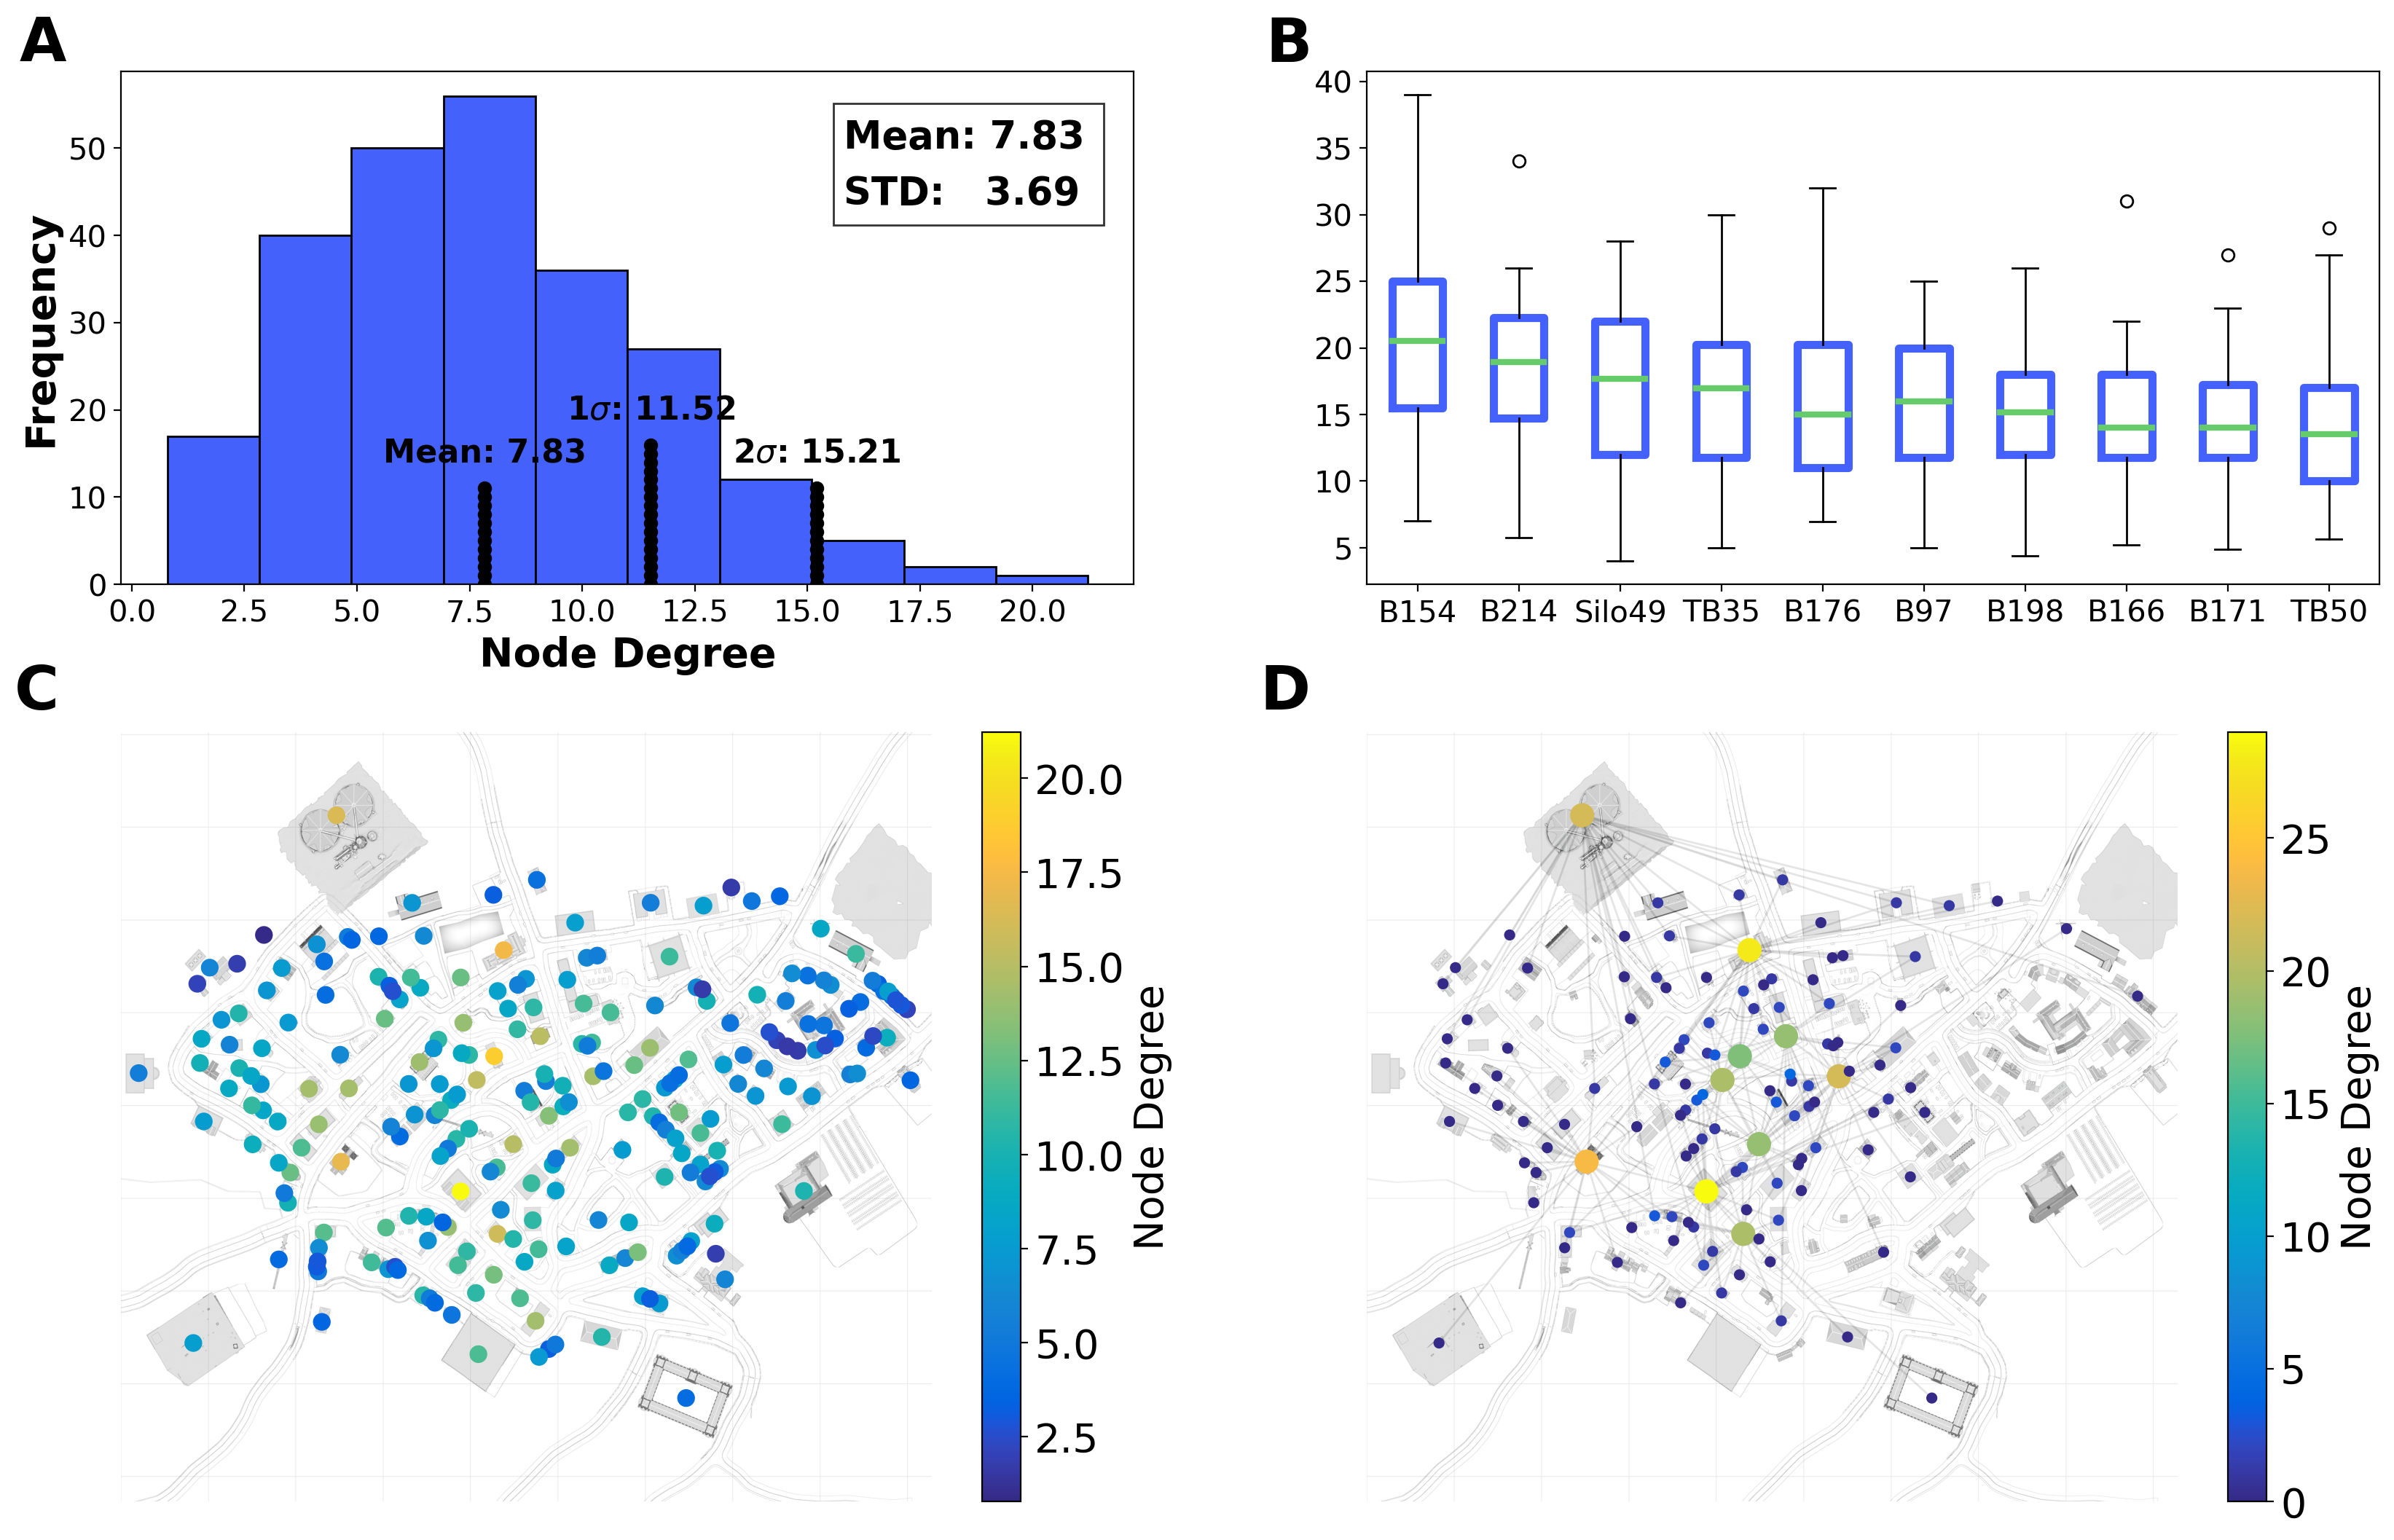 A
Mean: 7.83
STD: 3.69
Frequency
50
40
30
20
10
0
1σ: 11.52
Mean: 7.83
2σ: 15.21
0.0 2.5 5.0 7.5 10.0 12.5 15.0 17.5 20.0
Node Degree
B
40
35
30
25
20
15
10
5
B154 B214 Silo49 TB35 B176 B97 B198 B166 B171 TB50
C
20.0
17.5
15.0
12.5
10.0
7.5
5.0
2.5
Node Degree
D
25
20
15
10
5
0
Node Degree